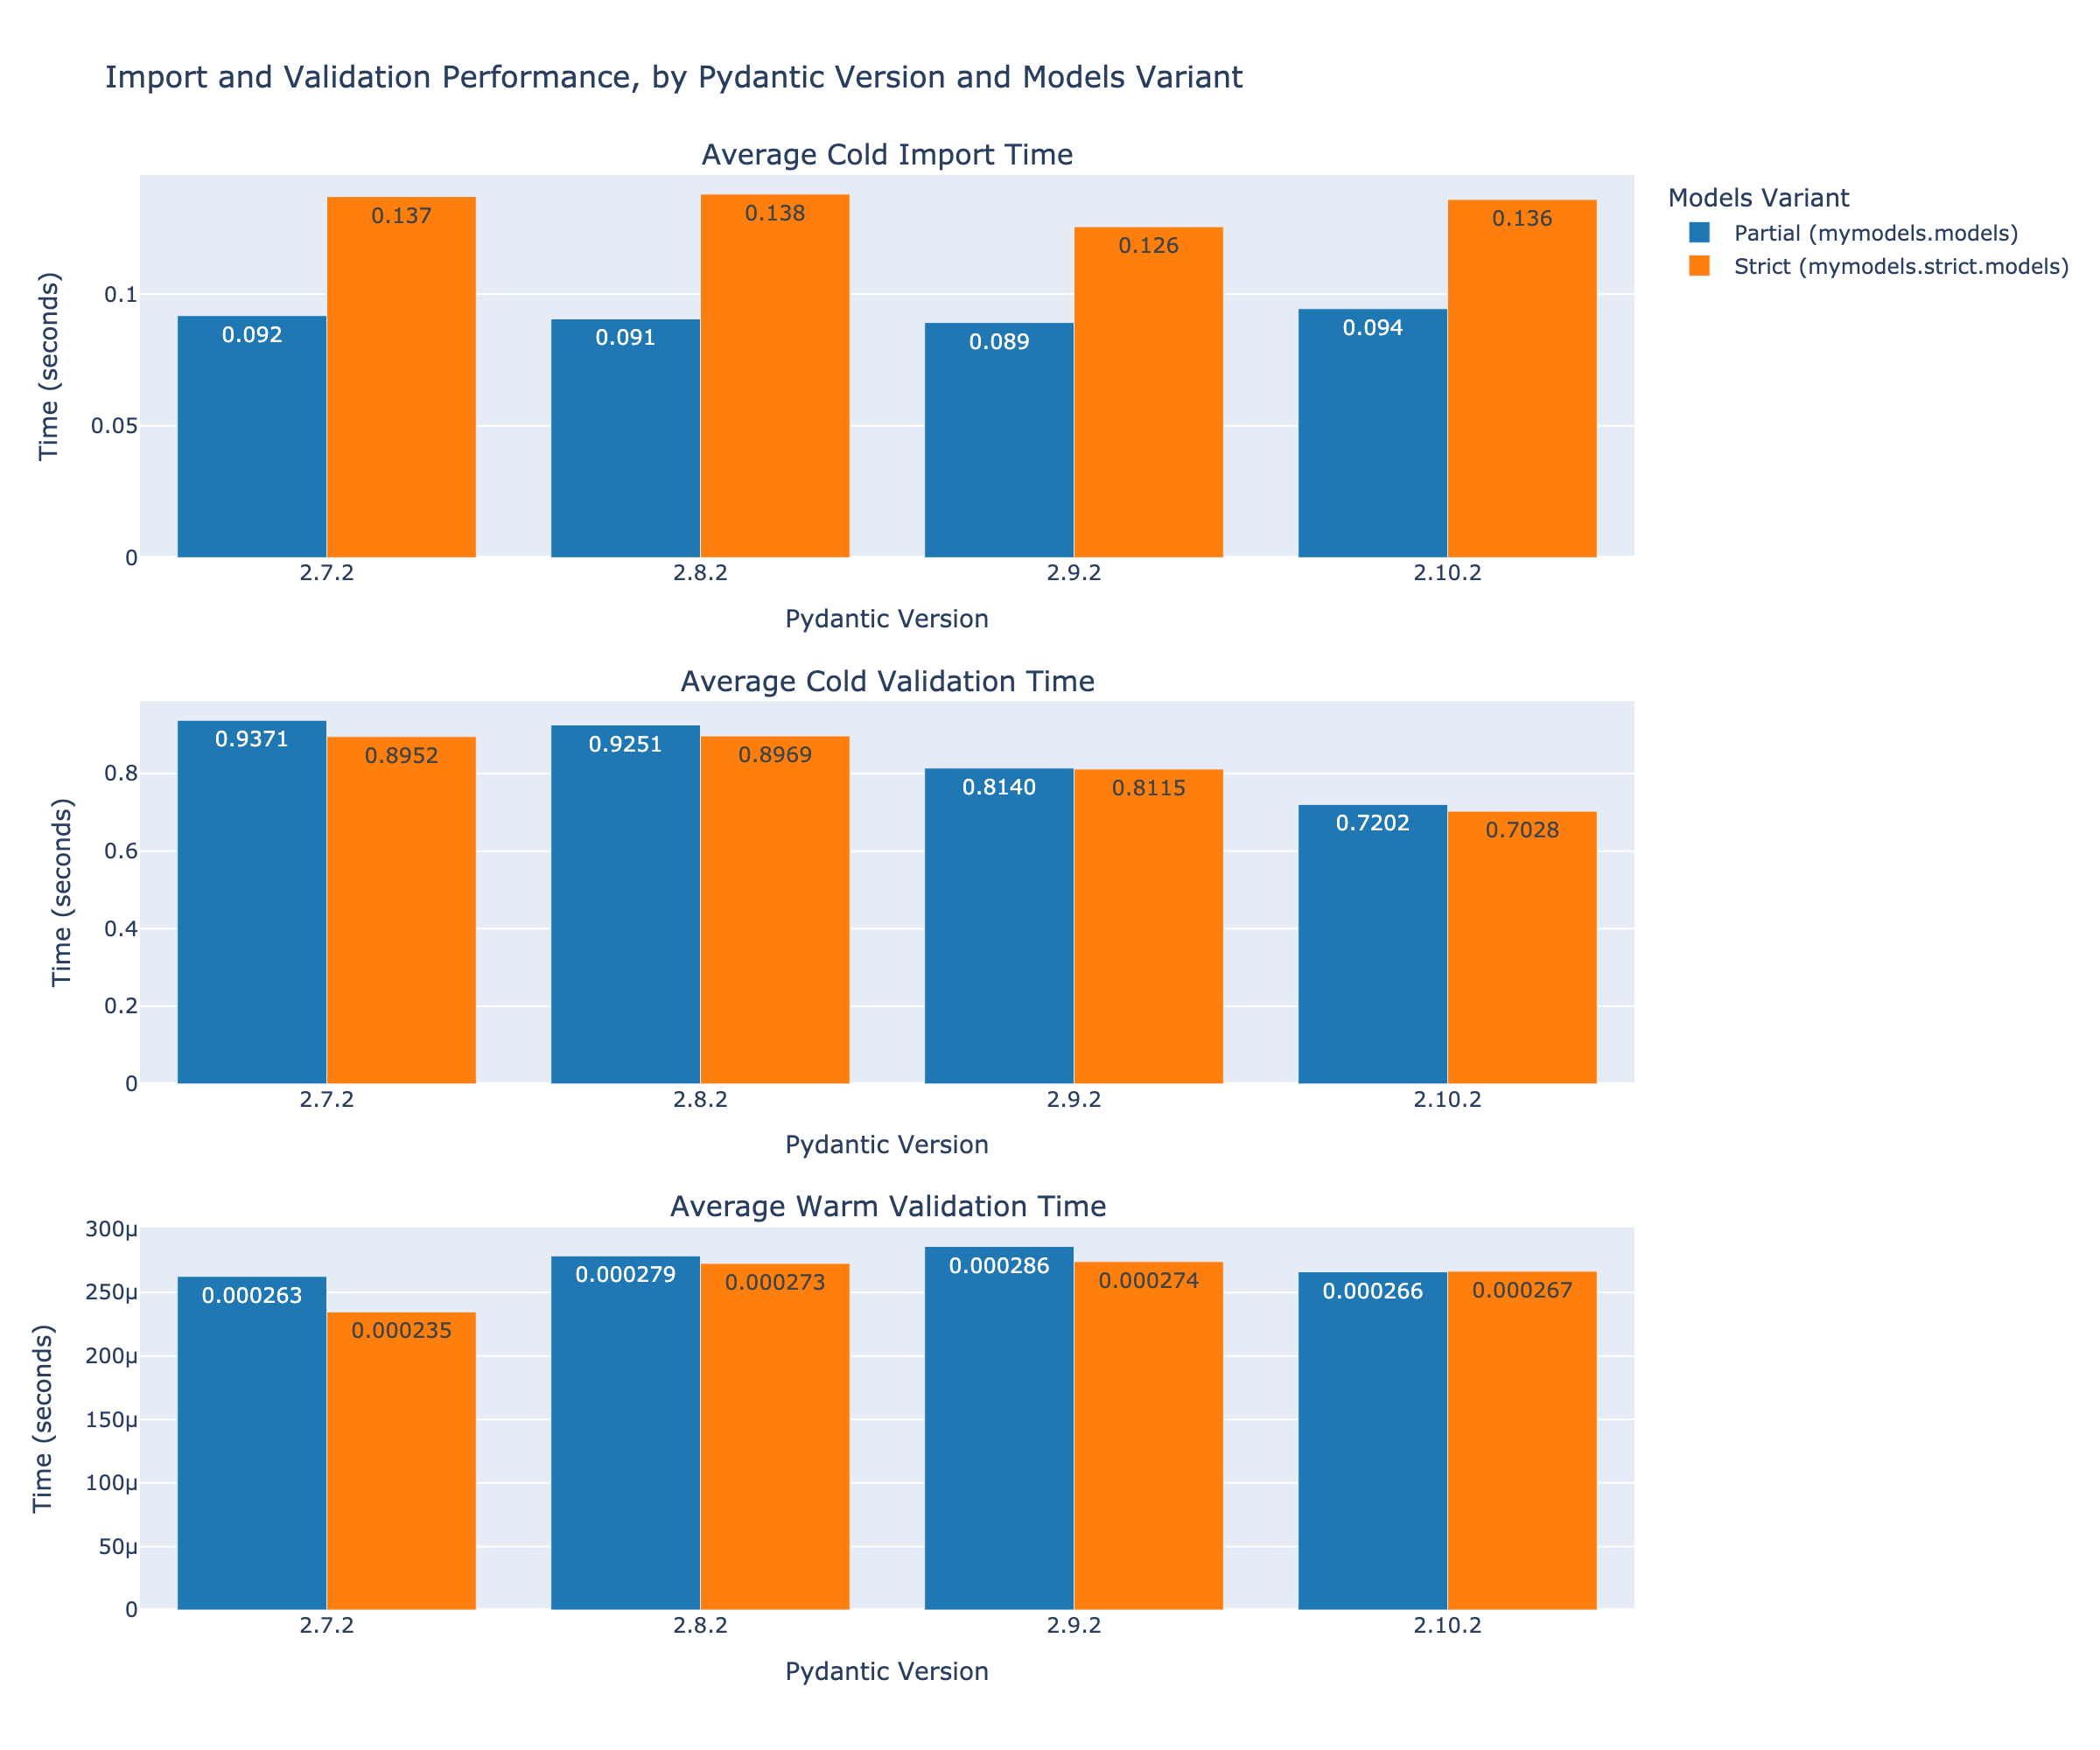 Import and Validation Performance, by Pydantic Version and Models Variant
Average Cold Import Time
Models Variant
Partial (mymodels.models)
Strict (mymodels.strict.models)
Time (seconds)
0.1
0.05
0
0.092
0.137
0.091
0.138
0.089
0.126
0.094
0.136
2.7.2
2.8.2
2.9.2
2.10.2
Pydantic Version
Average Cold Validation Time
Time (seconds)
0.8
0.6
0.4
0.2
0
0.9371
0.8952
0.9251
0.8969
0.8140
0.8115
0.7202
0.7028
2.7.2
2.8.2
2.9.2
2.10.2
Pydantic Version
Average Warm Validation Time
Time (seconds)
300μ
250μ
200μ
150μ
100μ
50μ
0
0.000263
0.000235
0.000279
0.000273
0.000286
0.000274
0.000266
0.000267
2.7.2
2.8.2
2.9.2
2.10.2
Pydantic Version